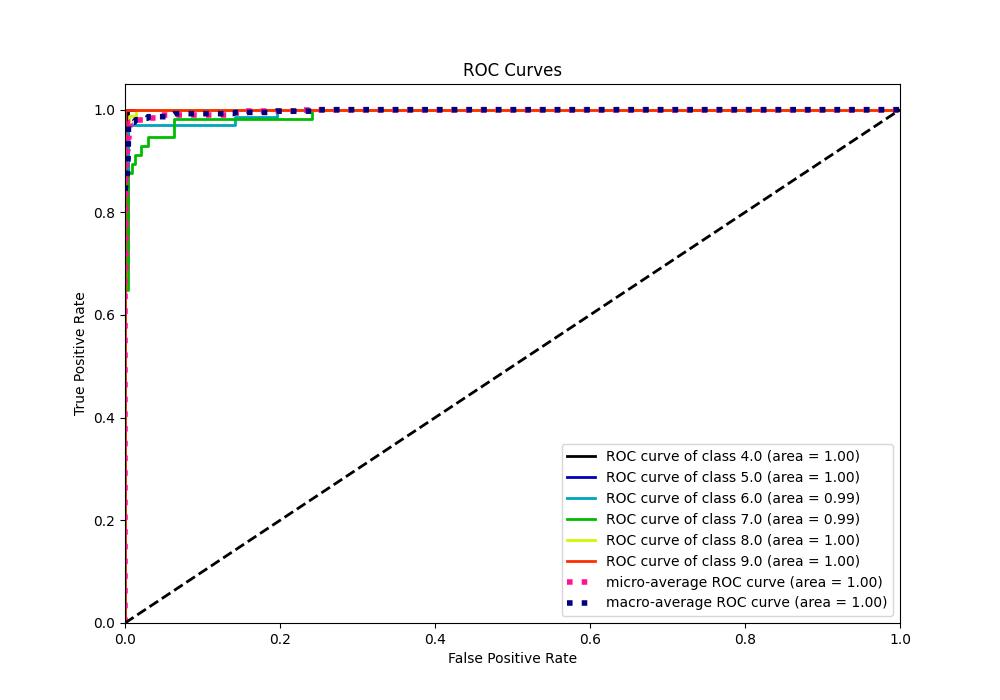 ROC Curves
True Positive Rate
1.0
0.8
0.6
0.4
0.2
0.0
0.0 0.2 0.4 0.6 0.8 1.0
False Positive Rate
ROC curve of class 4.0 (area = 1.00)
ROC curve of class 5.0 (area = 1.00)
ROC curve of class 6.0 (area = 0.99)
ROC curve of class 7.0 (area = 0.99)
ROC curve of class 8.0 (area = 1.00)
ROC curve of class 9.0 (area = 1.00)
micro-average ROC curve (area = 1.00)
macro-average ROC curve (area = 1.00)